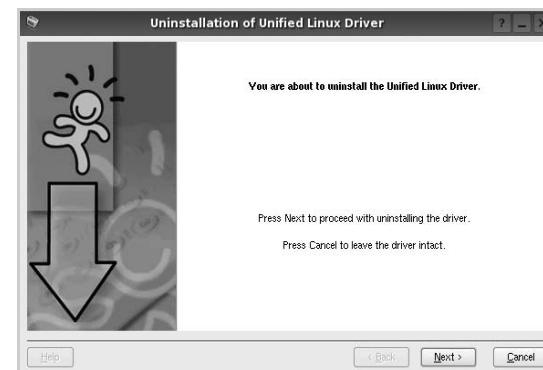 Uninstallation of Unified Linux Driver
You are about to uninstall the Unified Linux Driver.
Press Next to proceed with uninstalling the driver.
Press Cancel to leave the driver intact.
Help
< Back
Next >
Cancel